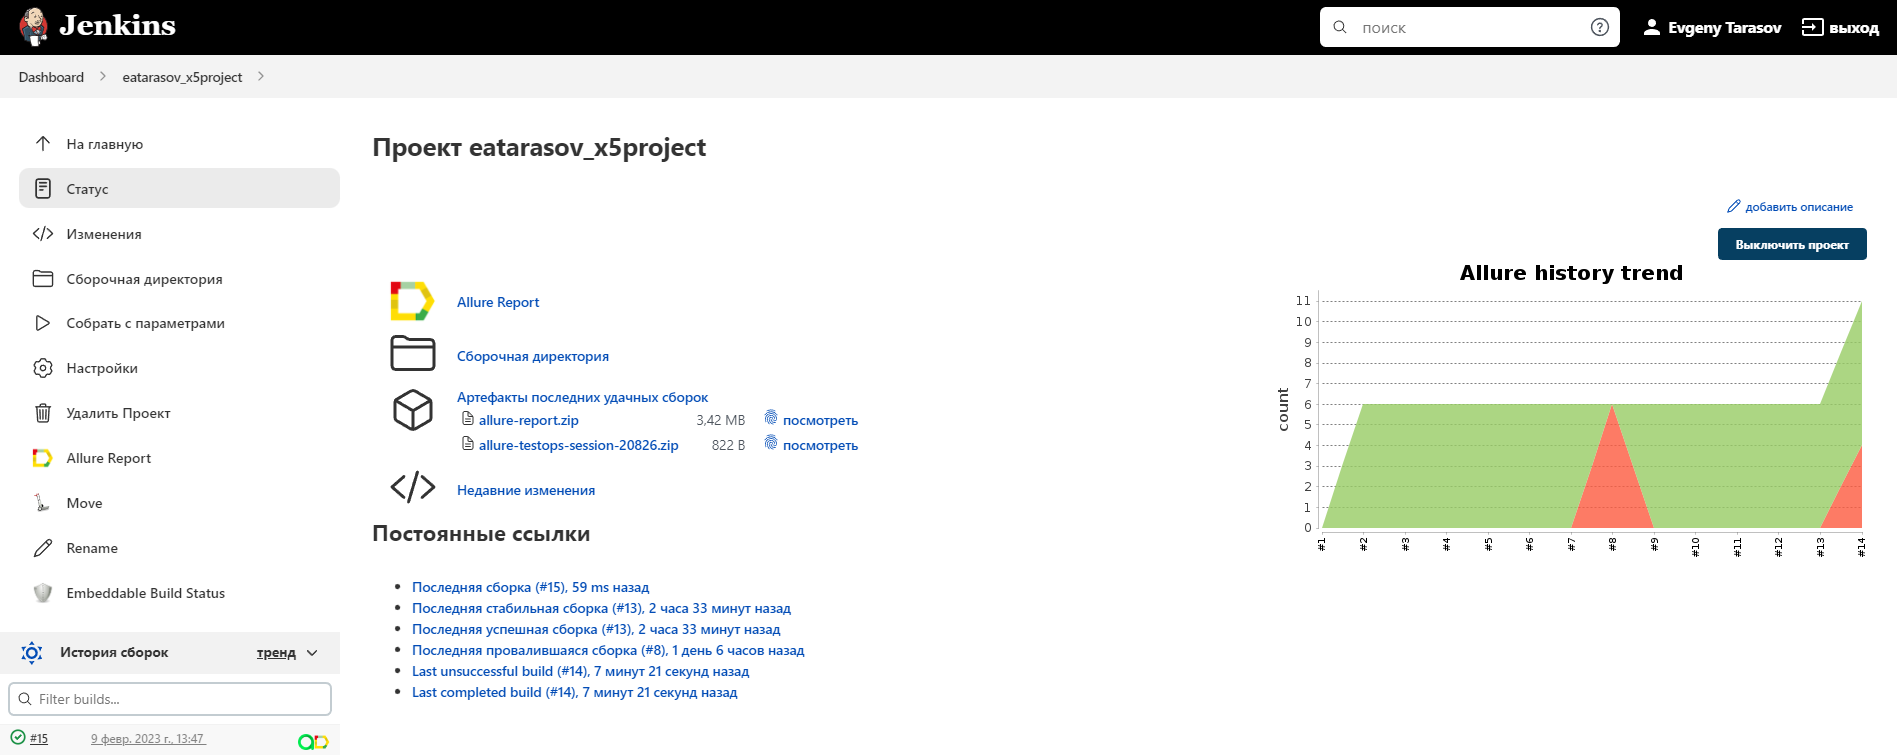 Jenkins
поиск
Evgeny Tarasov
выход
Dashboard
eatarasov_x5project
На главную
Статус
Изменения
Сборочная директория
Собрать с параметрами
Настройки
Удалить Проект
Allure Report
Move
Rename
Embeddable Build Status
История сборок
тренд
Filter builds...
#15
9 февр. 2023 г., 13:47
Проект eatarasov_x5project
добавить описание
Выключить проект
Allure Report
Сборочная директория
Артефакты последних удачных сборок
allure-report.zip 3,42 MB посмотреть
allure-testops-session-20826.zip 822 B посмотреть
Недавние изменения
Постоянные ссылки
Последняя сборка (#15), 59 ms назад
Последняя стабильная сборка (#13), 2 часа 33 минут назад
Последняя успешная сборка (#13), 2 часа 33 минут назад
Последняя провалившаяся сборка (#8), 1 день 6 часов назад
Last unsuccessful build (#14), 7 минут 21 секунд назад
Last completed build (#14), 7 минут 21 секунд назад
Allure history trend
count
11
10
9
8
7
6
5
4
3
2
1
0
#1 #2 #3 #4 #5 #6 #7 #8 #9 #10 #11 #12 #13 #14